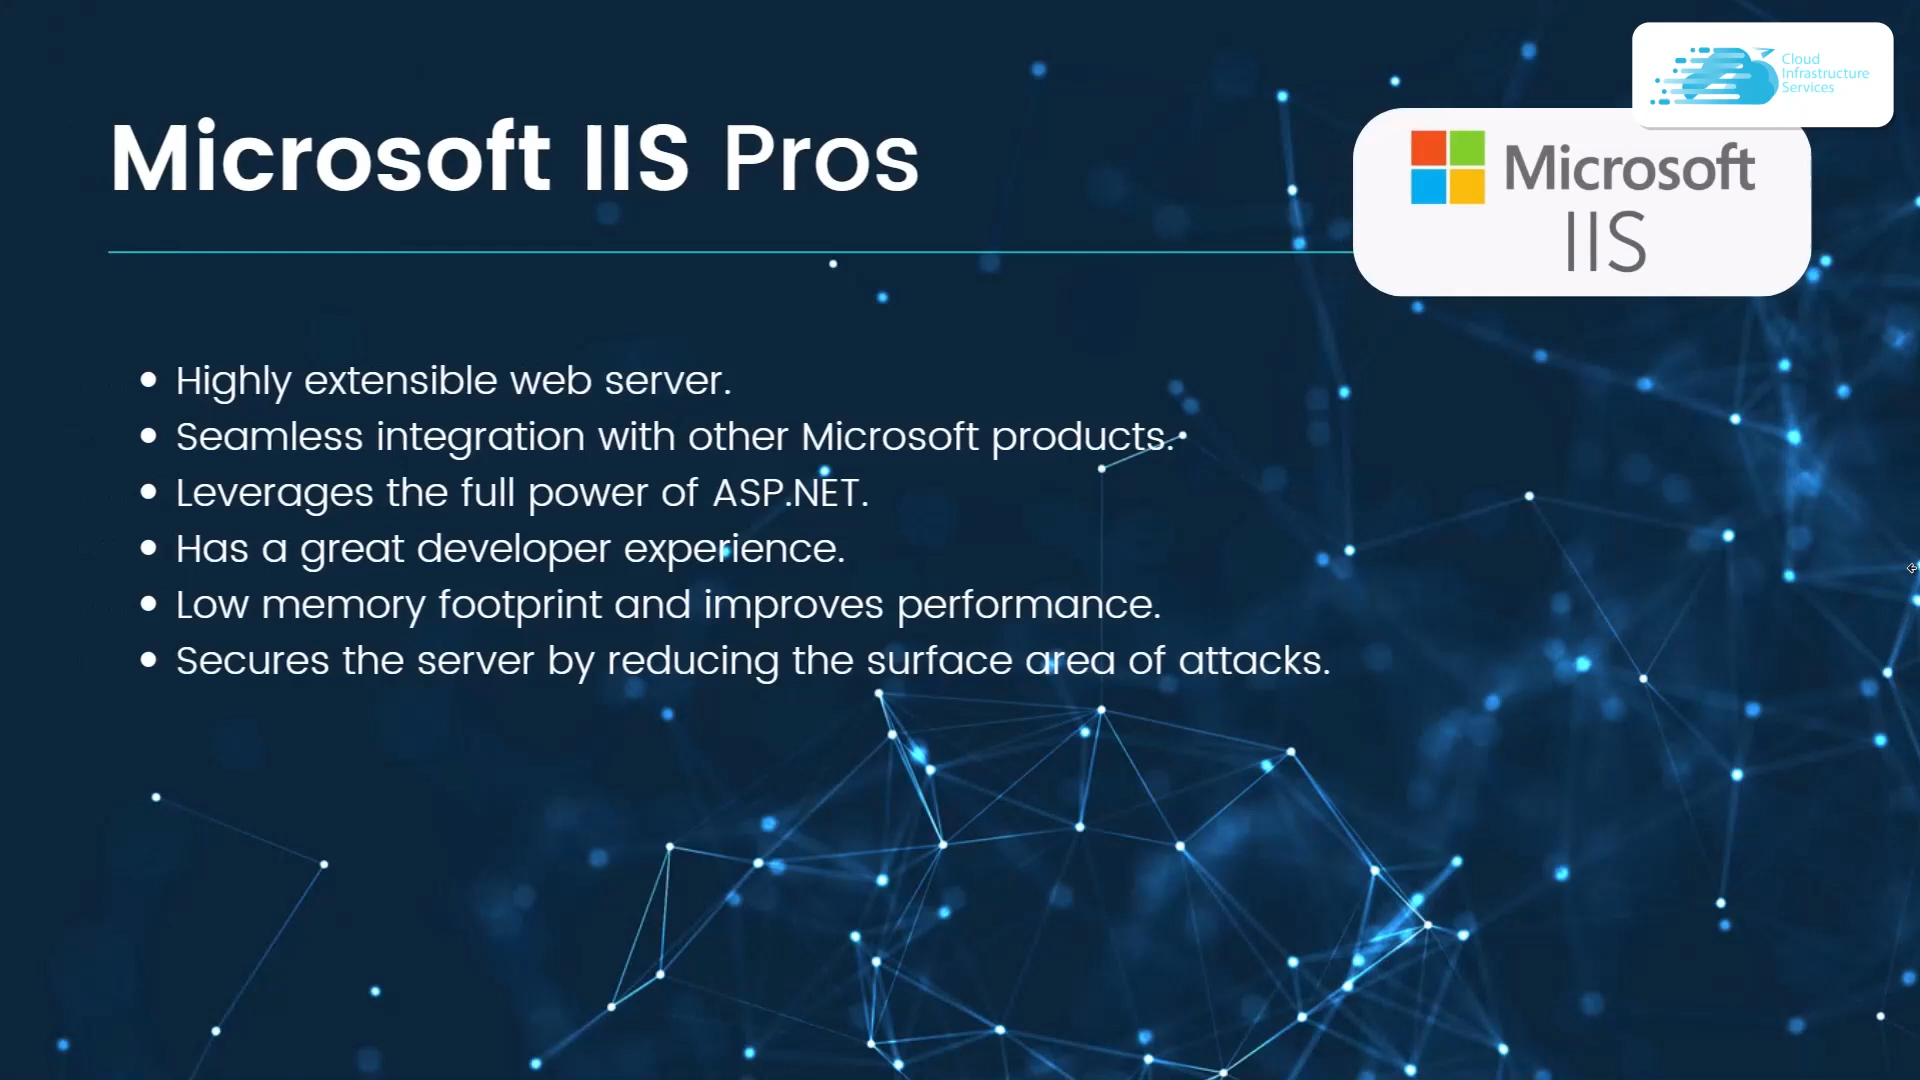 Cloud
Infrastructure
Services
Microsoft IIS Pros
Microsoft
IIS
• Highly extensible web server.
• Seamless integration with other Microsoft products.
• Leverages the full power of ASP.NET.
• Has a great developer experience.
• Low memory footprint and improves performance.
• Secures the server by reducing the surface area of attacks.